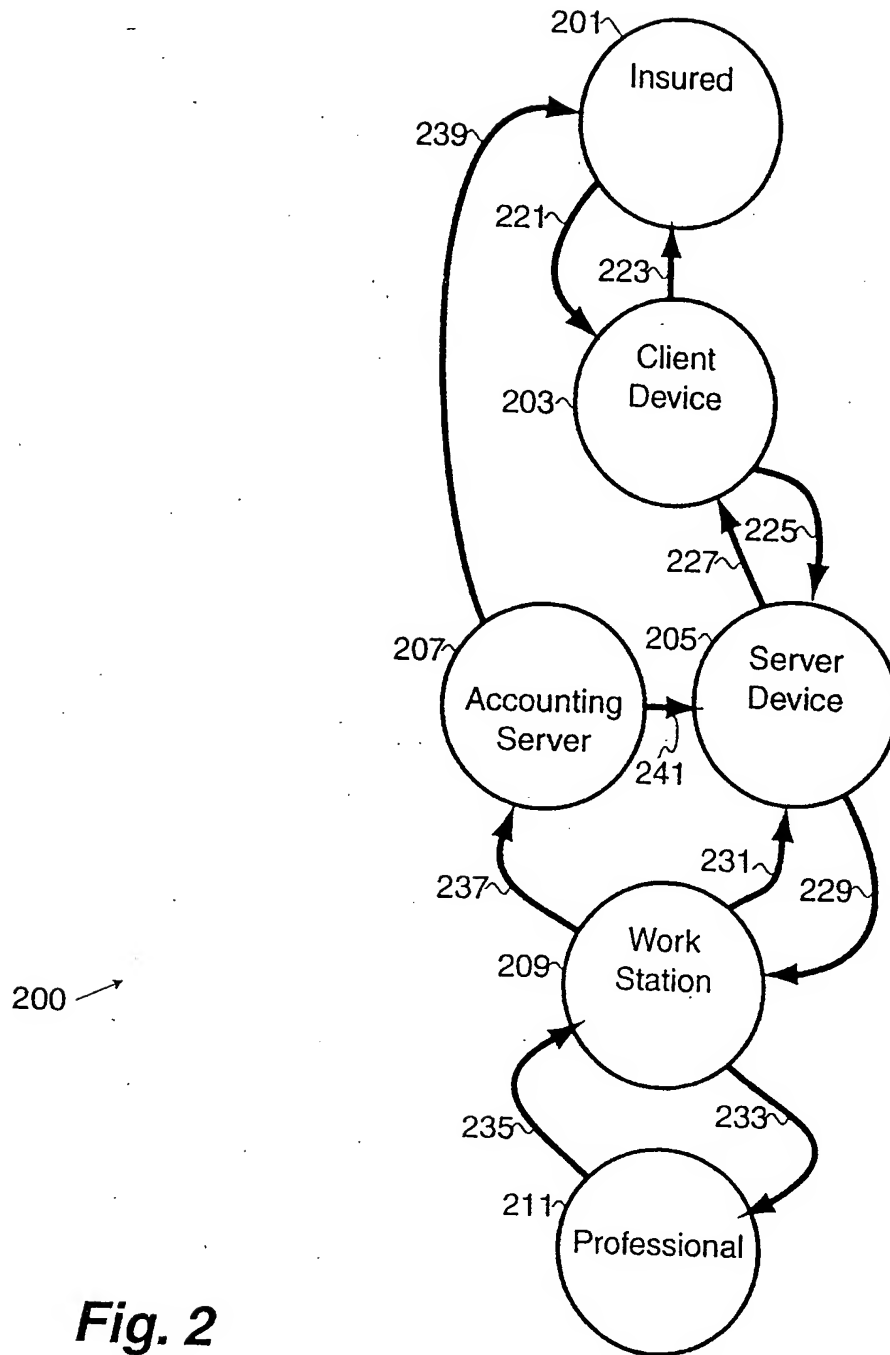 201
Insured
239
221
223
Client
Device
203
225
227
207
205
Server
Device
Accounting
Server
241
231
237
229
Work
Station
209
200
235
233
211
Professional
Fig. 2